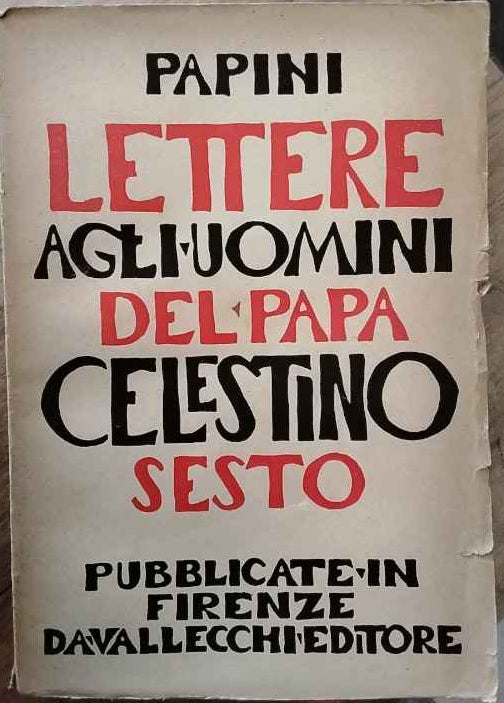 PAPINI
LETTERE
AGLI·UOMINI
DEL·PAPA
CELESTINO
SESTO
PUBBLICATE·IN
FIRENZE
DA·VALLECCHI·EDITORE